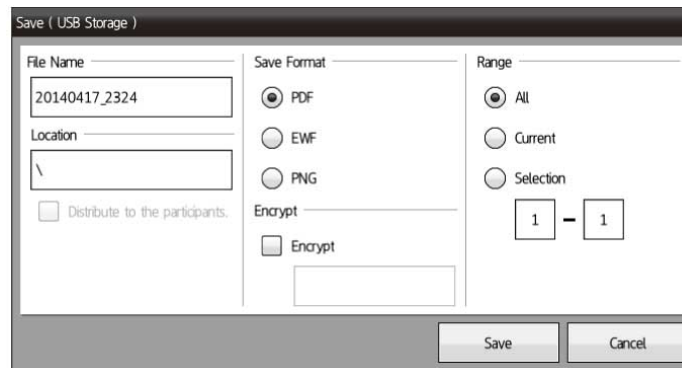 Save ( USB Storage )
File Name
20140417_2324
Location
\
Distribute to the participants.
Save Format
PDF
EWF
PNG
Encrypt
Encrypt
Range
All
Current
Selection
1 – 1
Save
Cancel